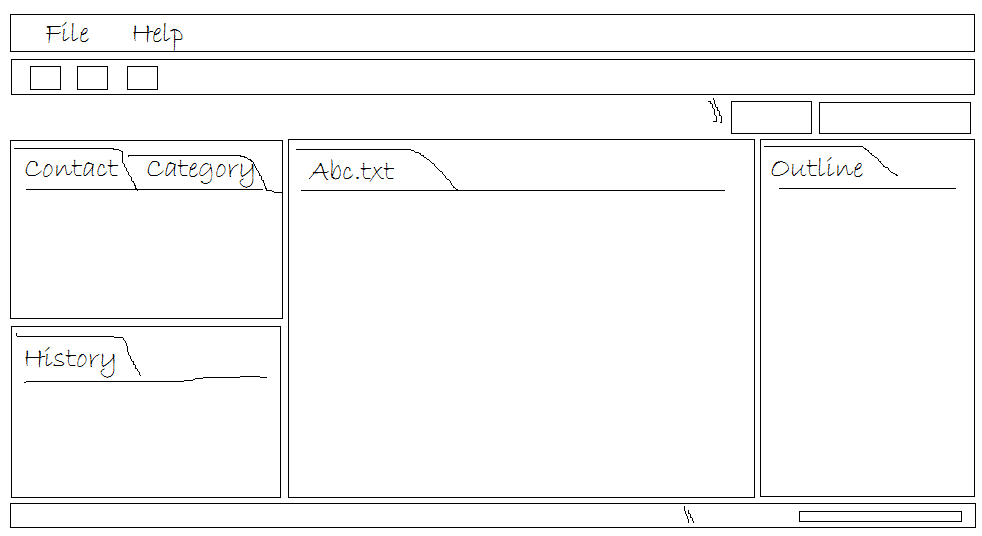 File Help
Contact Category
Abc.txt
Outline
History